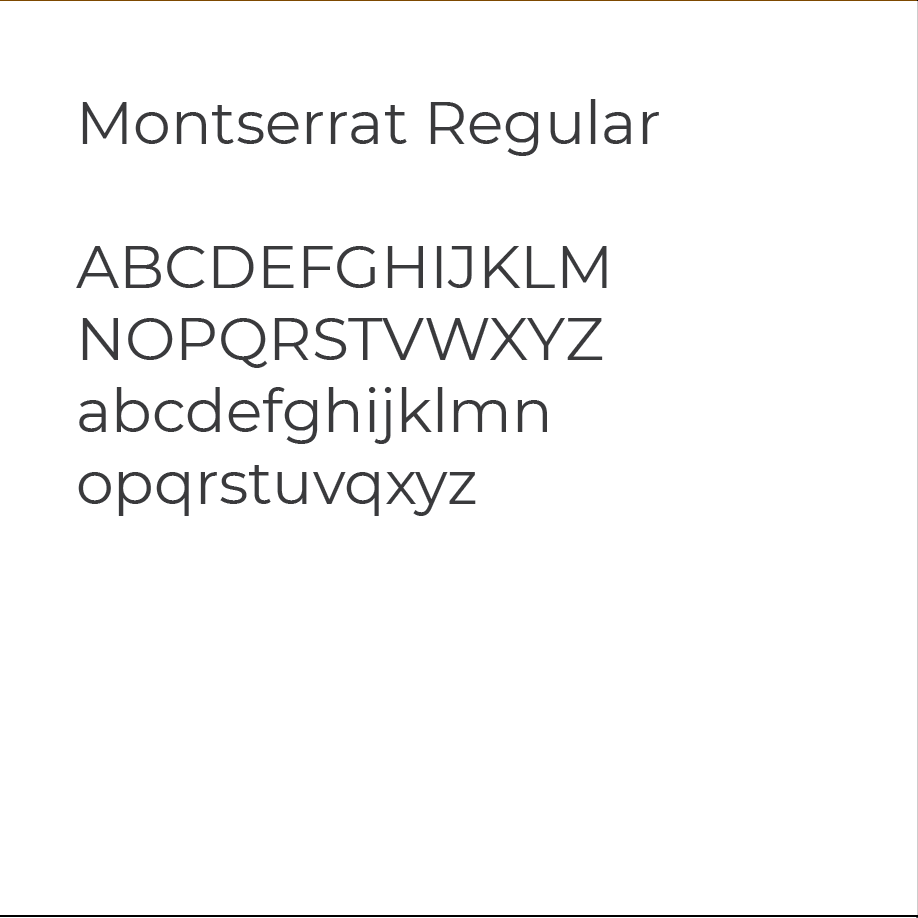 Montserrat Regular
ABCDEFGHIJKLM
NOPQRSTVWXYZ
abcdefghijklmn
opqrstuvqxyz